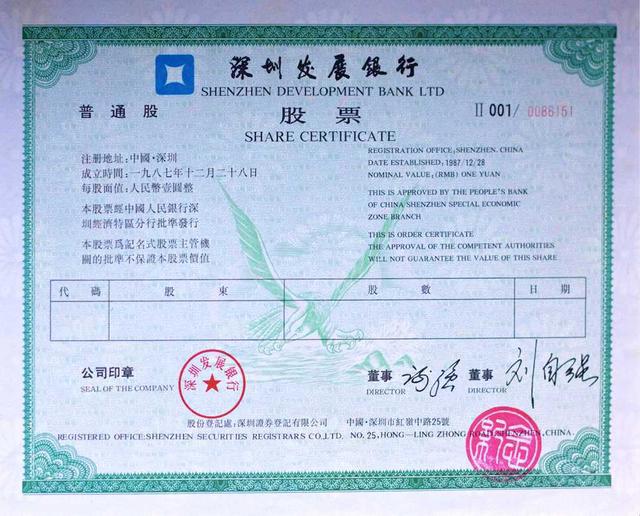 深圳发展銀行
SHENZHEN DEVELOPMENT BANK LTD
普通股
股票
II 001/ 0086151
SHARE CERTIFICATE
注册地址:中國·深圳
成立時間:一九八七年十二月二十八日
每股面值:人民幣壹圓整
本股票經中國人民銀行深
圳經濟特區分行批準發行
本股票爲記名式股票主管機
關的批準不保證本股票價值
REGISTRATION OFFICE: SHENZHEN. CHINA
DATE ESTABLISHED: 1987/12/28
NOMINAL VALUE: (RMB) ONE YUAN
THIS IS APPROVED BY THE PEOPLE'S BANK
OF CHINA SHENZHEN SPECIAL ECONOMIC
ZONE BRANCH
THIS IS ORDER CERTIFICATE
THE APPROVAL OF THE COMPETENT AUTHORITIES
WILL NOT GUARANTEE THE VALUE OF THIS SHARE
代碼 股東 股數 日期
公司印章
SEAL OF THE COMPANY
深圳发展銀行
董事
DIRECTOR
董事
DIRECTOR
股份登記處:深圳證券登記有限公司 中國·深圳市紅嶺中路25號
REGISTERED OFFICE: SHENZHEN SECURITIES REGISTRARS CO.LTD. NO.25, HONG-LING ZHONG ROAD, SHENZHEN, CHINA.